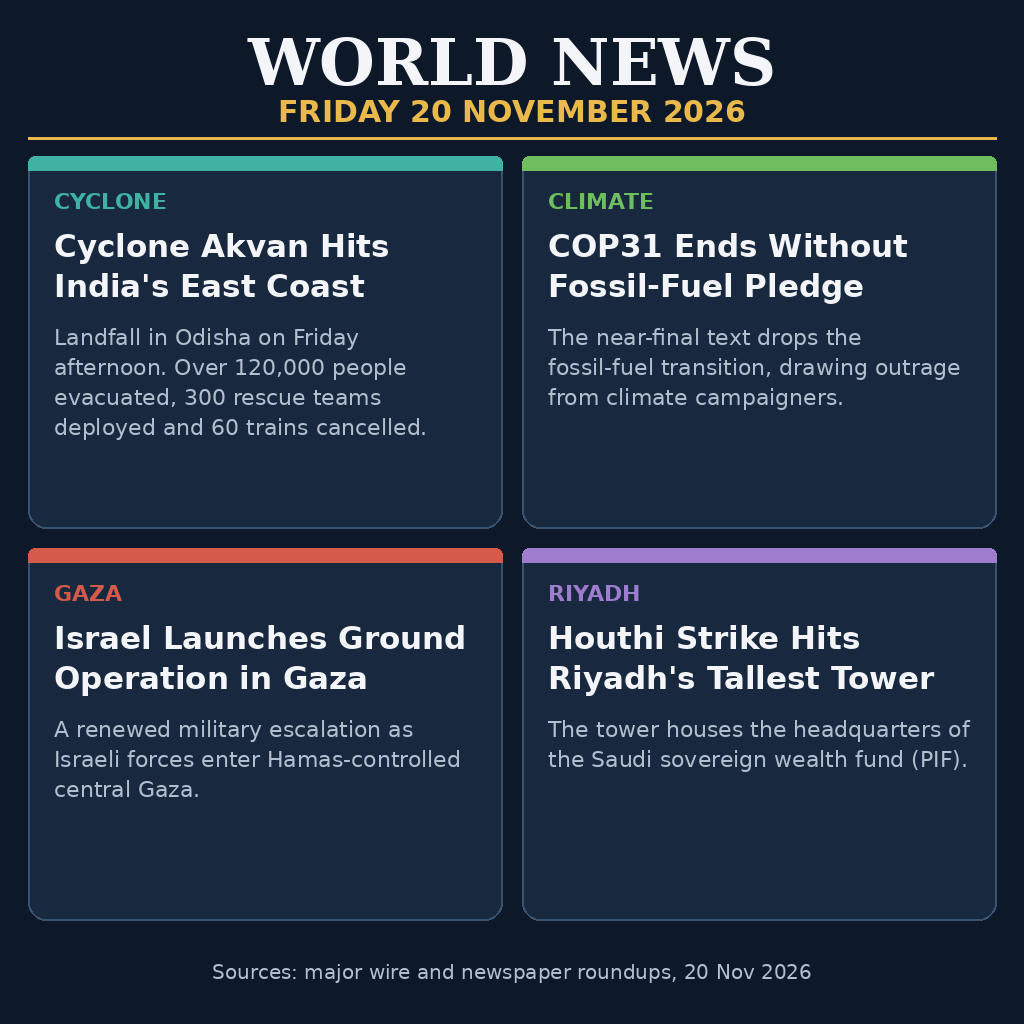 WORLD NEWS
FRIDAY 20 NOVEMBER 2026
CYCLONE
Cyclone Akvan Hits
India's East Coast
Landfall in Odisha on Friday
afternoon. Over 120,000 people
evacuated, 300 rescue teams
deployed and 60 trains cancelled.
CLIMATE
COP31 Ends Without
Fossil-Fuel Pledge
The near-final text drops the
fossil-fuel transition, drawing outrage
from climate campaigners.
GAZA
Israel Launches Ground
Operation in Gaza
A renewed military escalation as
Israeli forces enter Hamas-controlled
central Gaza.
RIYADH
Houthi Strike Hits
Riyadh's Tallest Tower
The tower houses the headquarters of
the Saudi sovereign wealth fund (PIF).
Sources: major wire and newspaper roundups, 20 Nov 2026